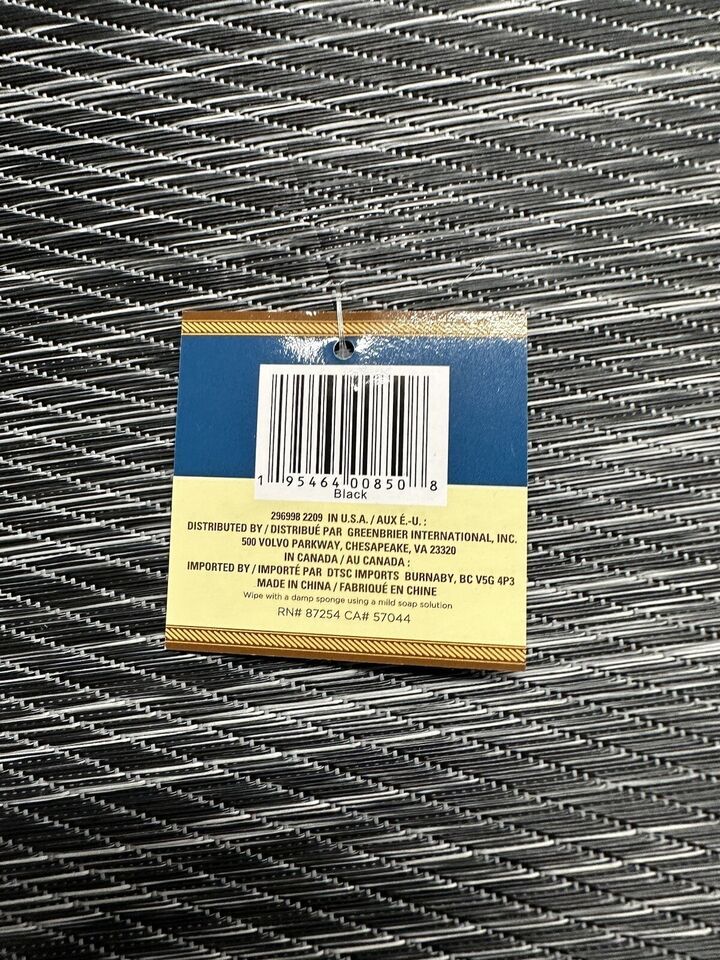 1 95464 00850 8
Black
296998 2209 IN U.S.A. / AUX É.-U. :
DISTRIBUTED BY / DISTRIBUÉ PAR GREENBRIER INTERNATIONAL, INC.
500 VOLVO PARKWAY, CHESAPEAKE, VA 23320
IN CANADA / AU CANADA :
IMPORTED BY / IMPORTÉ PAR DTSC IMPORTS BURNABY, BC V5G 4P3
MADE IN CHINA / FABRIQUÉ EN CHINE
Wipe with a damp sponge using a mild soap solution
RN# 87254 CA# 57044